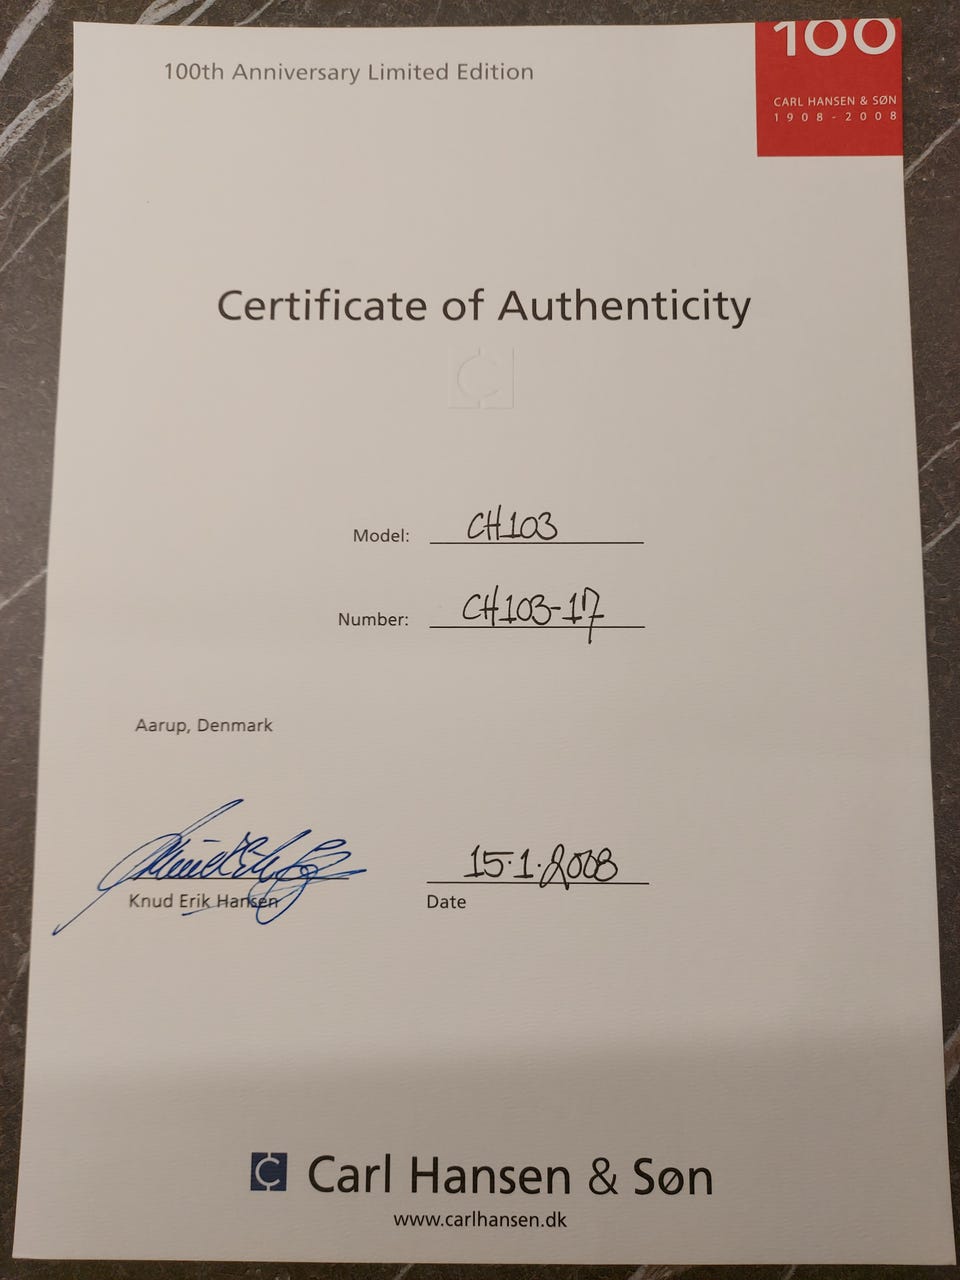 100th Anniversary Limited Edition
100
CARL HANSEN & SØN
1908-2008
Certificate of Authenticity
Model: CH103
Number: CH103-17
Aarup, Denmark
15·1·2008
Knud Erik Hansen Date
Carl Hansen & Søn
www.carlhansen.dk